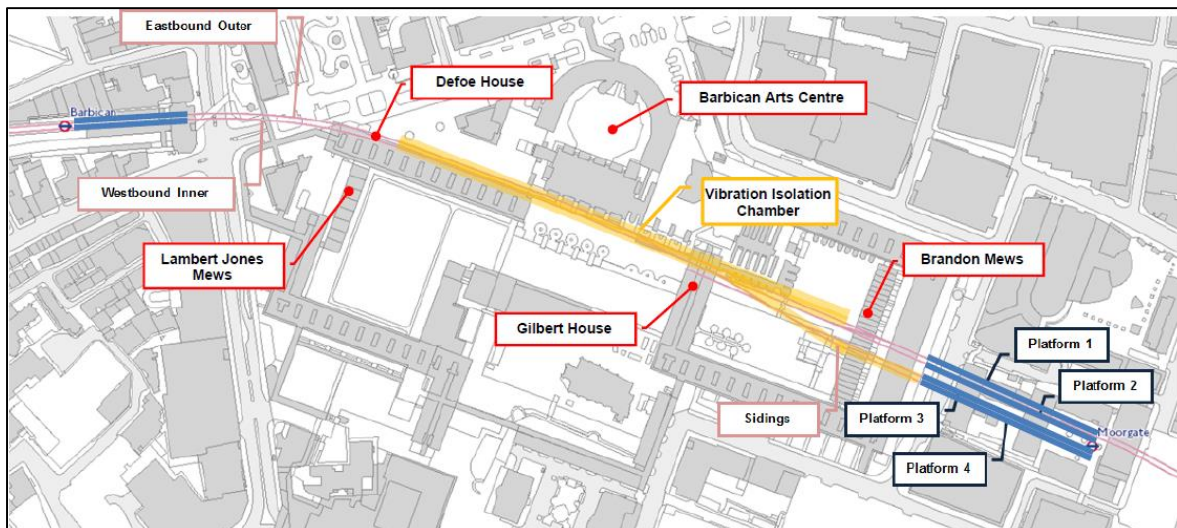 Eastbound Outer
Defoe House
Barbican Arts Centre
Barbican
Westbound Inner
Vibration Isolation
Chamber
Lambert Jones
Mews
Brandon Mews
Gilbert House
Platform 1
Platform 2
Sidings
Platform 3
Moorgate
Platform 4